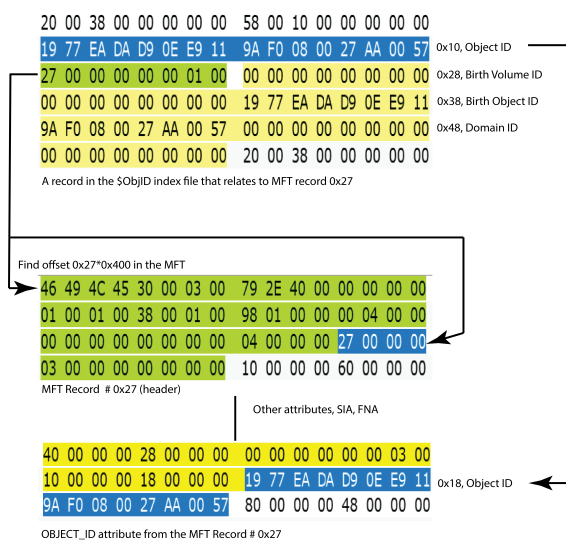 20 00 38 00 00 00 00 00 58 00 10 00 00 00 00 00
19 77 EA DA D9 0E E9 11 9A F0 08 00 27 AA 00 57 0x10, Object ID
27 00 00 00 00 00 01 00 00 00 00 00 00 00 00 00 0x28, Birth Volume ID
00 00 00 00 00 00 00 00 19 77 EA DA D9 0E E9 11 0x38, Birth Object ID
9A F0 08 00 27 AA 00 57 00 00 00 00 00 00 00 00 0x48, Domain ID
00 00 00 00 00 00 00 00 20 00 38 00 00 00 00 00
A record in the $ObjID index file that relates to MFT record 0x27
Find offset 0x27*0x400 in the MFT
46 49 4C 45 30 00 03 00 79 2E 40 00 00 00 00 00
01 00 01 00 38 00 01 00 98 01 00 00 00 04 00 00
00 00 00 00 00 00 00 00 04 00 00 00 27 00 00 00
03 00 00 00 00 00 00 00 10 00 00 00 60 00 00 00
MFT Record # 0x27 (header)
Other attributes, SIA, FNA
40 00 00 00 28 00 00 00 00 00 00 00 00 00 03 00
10 00 00 00 18 00 00 00 19 77 EA DA D9 0E E9 11 0x18, Object ID
9A F0 08 00 27 AA 00 57 80 00 00 00 48 00 00 00
OBJECT_ID attribute from the MFT Record # 0x27